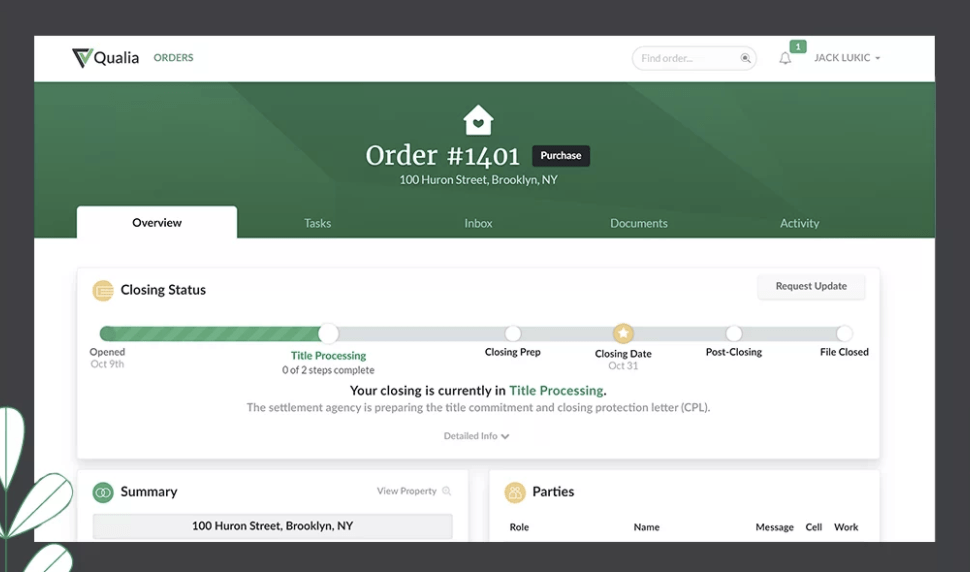 Qualia ORDERS Find order... 1 JACK LUKIC
Order #1401 Purchase
100 Huron Street, Brooklyn, NY
Overview Tasks Inbox Documents Activity
Closing Status Request Update
Opened
Oct 9th
Title Processing
0 of 2 steps complete
Closing Prep
Closing Date
Oct 31
Post-Closing
File Closed
Your closing is currently in Title Processing.
The settlement agency is preparing the title commitment and closing protection letter (CPL).
Detailed Info
Summary View Property
100 Huron Street, Brooklyn, NY
Parties
Role Name Message Cell Work